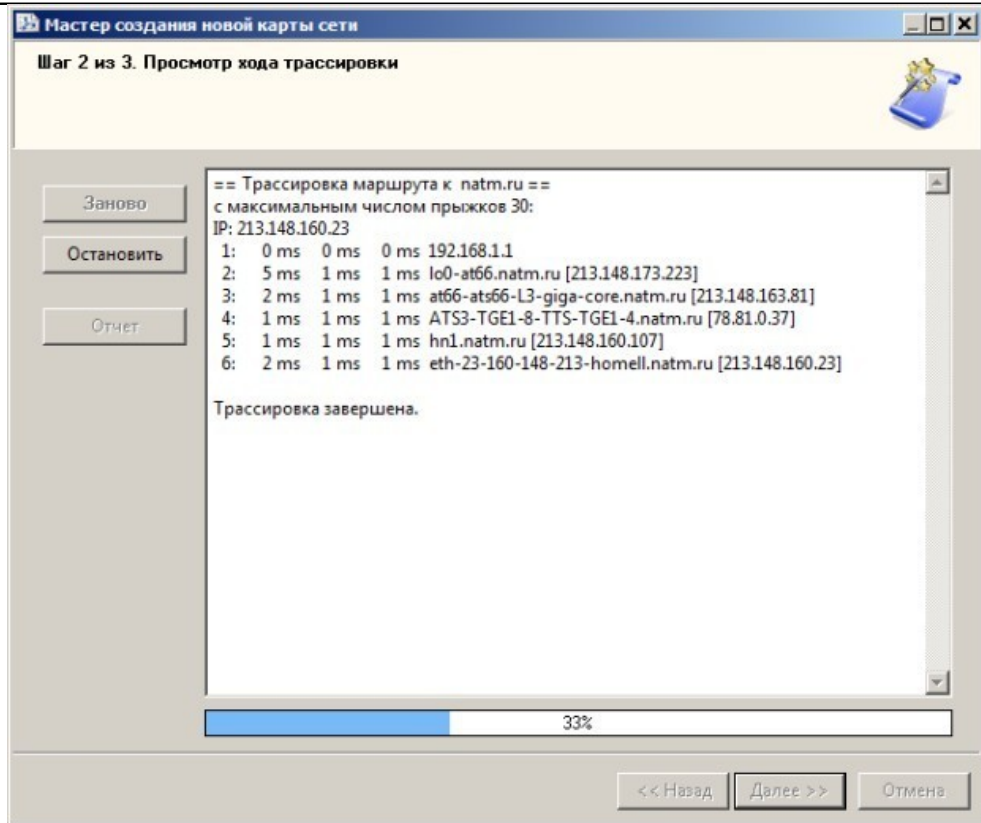 Мастер создания новой карты сети
Шаг 2 из 3. Просмотр хода трассировки
Заново
Остановить
Отчет
== Трассировка маршрута к natm.ru ==
с максимальным числом прыжков 30:
IP: 213.148.160.23
1: 0 ms 0 ms 0 ms 192.168.1.1
2: 5 ms 1 ms 1 ms lo0-at66.natm.ru [213.148.173.223]
3: 2 ms 1 ms 1 ms at66-ats66-L3-giga-core.natm.ru [213.148.163.81]
4: 1 ms 1 ms 1 ms ATS3-TGE1-8-TTS-TGE1-4.natm.ru [78.81.0.37]
5: 1 ms 1 ms 1 ms hn1.natm.ru [213.148.160.107]
6: 2 ms 1 ms 1 ms eth-23-160-148-213-homell.natm.ru [213.148.160.23]
Трассировка завершена.
33%
<< Назад
Далее >>
Отмена